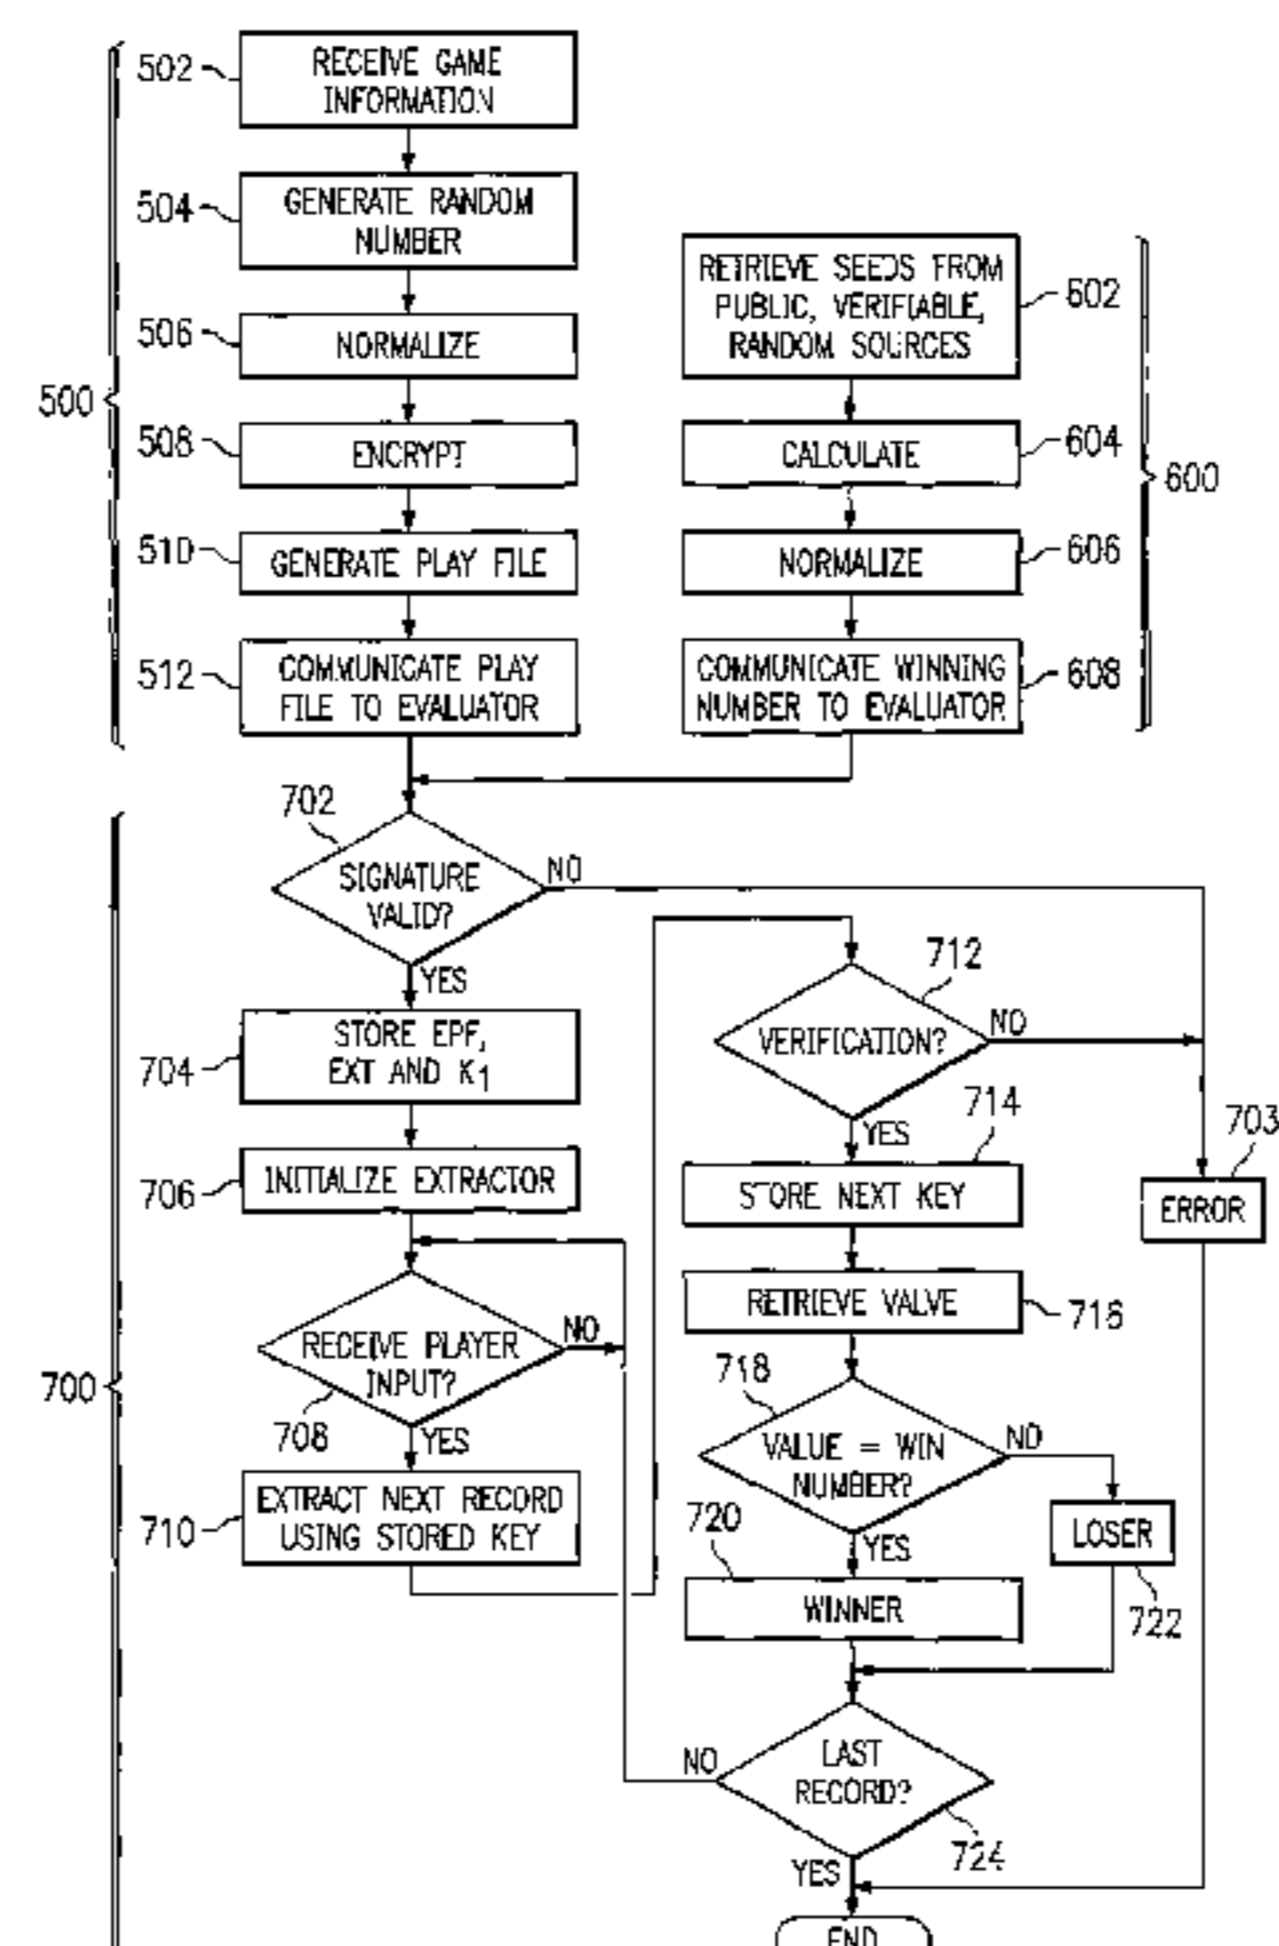 502
RECEIVE GAME
INFORMATION
504
GENERATE RANDOM
NUMBER
506
NORMALIZE
500
508
ENCRYPT
510
GENERATE PLAY FILE
512
COMMUNICATE PLAY
FILE TO EVALUATOR
RETRIEVE SEEDS FROM
PUBLIC, VERIFIABLE,
RANDOM SOURCES
602
CALCULATE
604
600
NORMALIZE
606
COMMUNICATE WINNING
NUMBER TO EVALUATOR
608
702
SIGNATURE
VALID?
NO
YES
STORE EPF,
EXT AND K1
704
INITIALIZE EXTRACTOR
706
700
RECEIVE PLAYER
INPUT?
NO
708
YES
EXTRACT NEXT RECORD
USING STORED KEY
710
712
VERIFICATION?
NO
YES
714
703
STORE NEXT KEY
ERROR
RETRIEVE VALVE
716
718
VALUE = WIN
NUMBER?
NO
YES
720
LOSER
722
WINNER
LAST
RECORD?
NO
724
YES
END